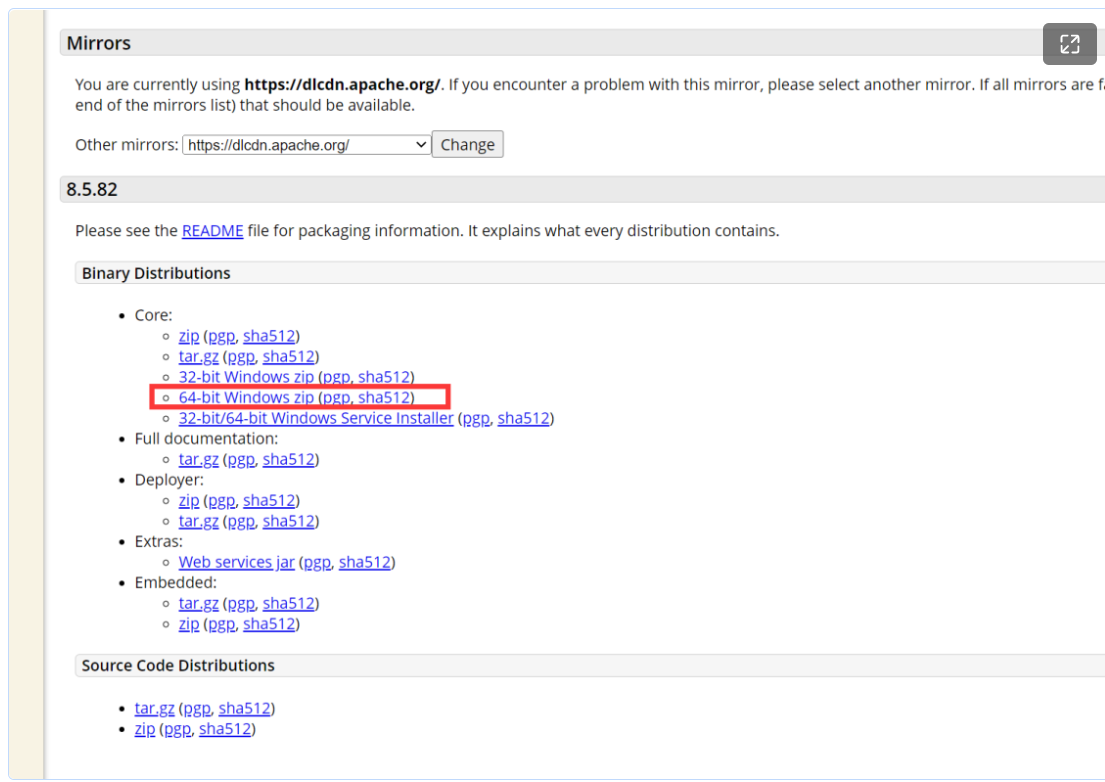 Mirrors
You are currently using https://dlcdn.apache.org/. If you encounter a problem with this mirror, please select another mirror. If all mirrors are
end of the mirrors list) that should be available.
Other mirrors: https://dlcdn.apache.org/ Change
8.5.82
Please see the README file for packaging information. It explains what every distribution contains.
Binary Distributions
• Core:
◦ zip (pgp, sha512)
◦ tar.gz (pgp, sha512)
◦ 32-bit Windows zip (pgp, sha512)
◦ 64-bit Windows zip (pgp, sha512)
◦ 32-bit/64-bit Windows Service Installer (pgp, sha512)
• Full documentation:
◦ tar.gz (pgp, sha512)
• Deployer:
◦ zip (pgp, sha512)
◦ tar.gz (pgp, sha512)
• Extras:
◦ Web services jar (pgp, sha512)
• Embedded:
◦ tar.gz (pgp, sha512)
◦ zip (pgp, sha512)
Source Code Distributions
• tar.gz (pgp, sha512)
• zip (pgp, sha512)